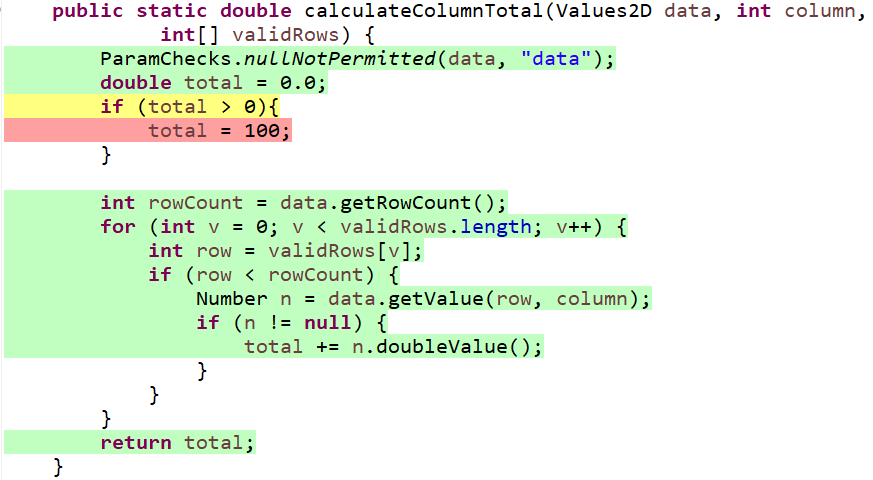 public static double calculateColumnTotal(Values2D data, int column,
int[] validRows) {
ParamChecks.nullNotPermitted(data, "data");
double total = 0.0;
if (total > 0){
total = 100;
}
int rowCount = data.getRowCount();
for (int v = 0; v < validRows.length; v++) {
int row = validRows[v];
if (row < rowCount) {
Number n = data.getValue(row, column);
if (n != null) {
total += n.doubleValue();
}
}
}
return total;
}